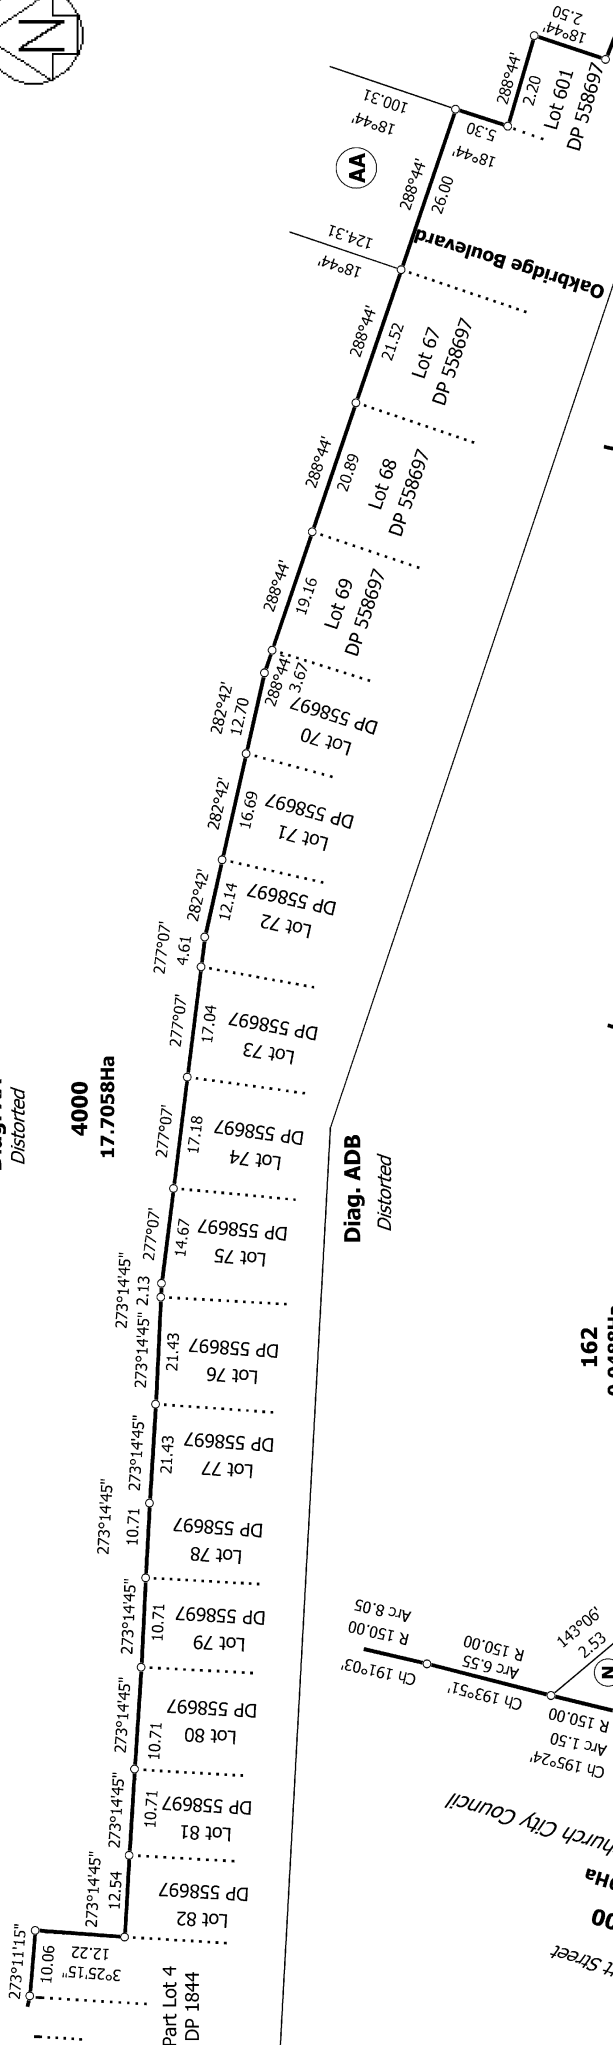 N
2.50
18°44'
288°44'
2.20
Lot 601
DP 558697
100.31
18°44'
5.30
18°44'
AA
288°44'
26.00
124.31
18°44'
Oakbridge Boulevard
288°44'
21.52
Lot 67
DP 558697
288°44'
20.89
Lot 68
DP 558697
288°44'
19.16
Lot 69
DP 558697
288°44'
3.67
282°42'
12.70
Lot 70
DP 558697
282°42'
16.69
Lot 71
DP 558697
282°42'
12.14
Lot 72
DP 558697
277°07'
4.61
277°07'
17.04
Lot 73
DP 558697
Distorted
4000
17.7058Ha
277°07'
17.18
Lot 74
DP 558697
Diag. ADB
Distorted
277°07'
14.67
Lot 75
DP 558697
273°14'45"
2.13
273°14'45"
21.43
Lot 76
DP 558697
162
273°14'45"
21.43
Lot 77
DP 558697
273°14'45"
10.71
Lot 78
DP 558697
273°14'45"
10.71
Lot 79
DP 558697
Ch 191°03'
R 150.00
Arc 8.05
Ch 193°51'
Arc 6.55
R 150.00
143°06'
2.53
N
Ch 195°24'
Arc 1.50
R 150.00
273°14'45"
10.71
Lot 80
DP 558697
273°14'45"
10.71
Lot 81
DP 558697
hurch City Council
273°14'45"
12.54
Lot 82
DP 558697
273°11'15"
10.06
12.22
3°25'15"
Part Lot 4
DP 1844
Street